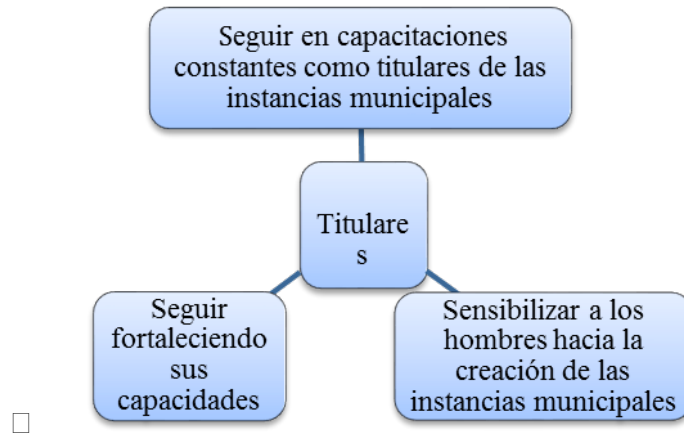 Seguir en capacitaciones
constantes como titulares de las
instancias municipales
Titulare
s
Seguir
fortaleciendo
sus
capacidades
Sensibilizar a los
hombres hacia la
creación de las
instancias municipales